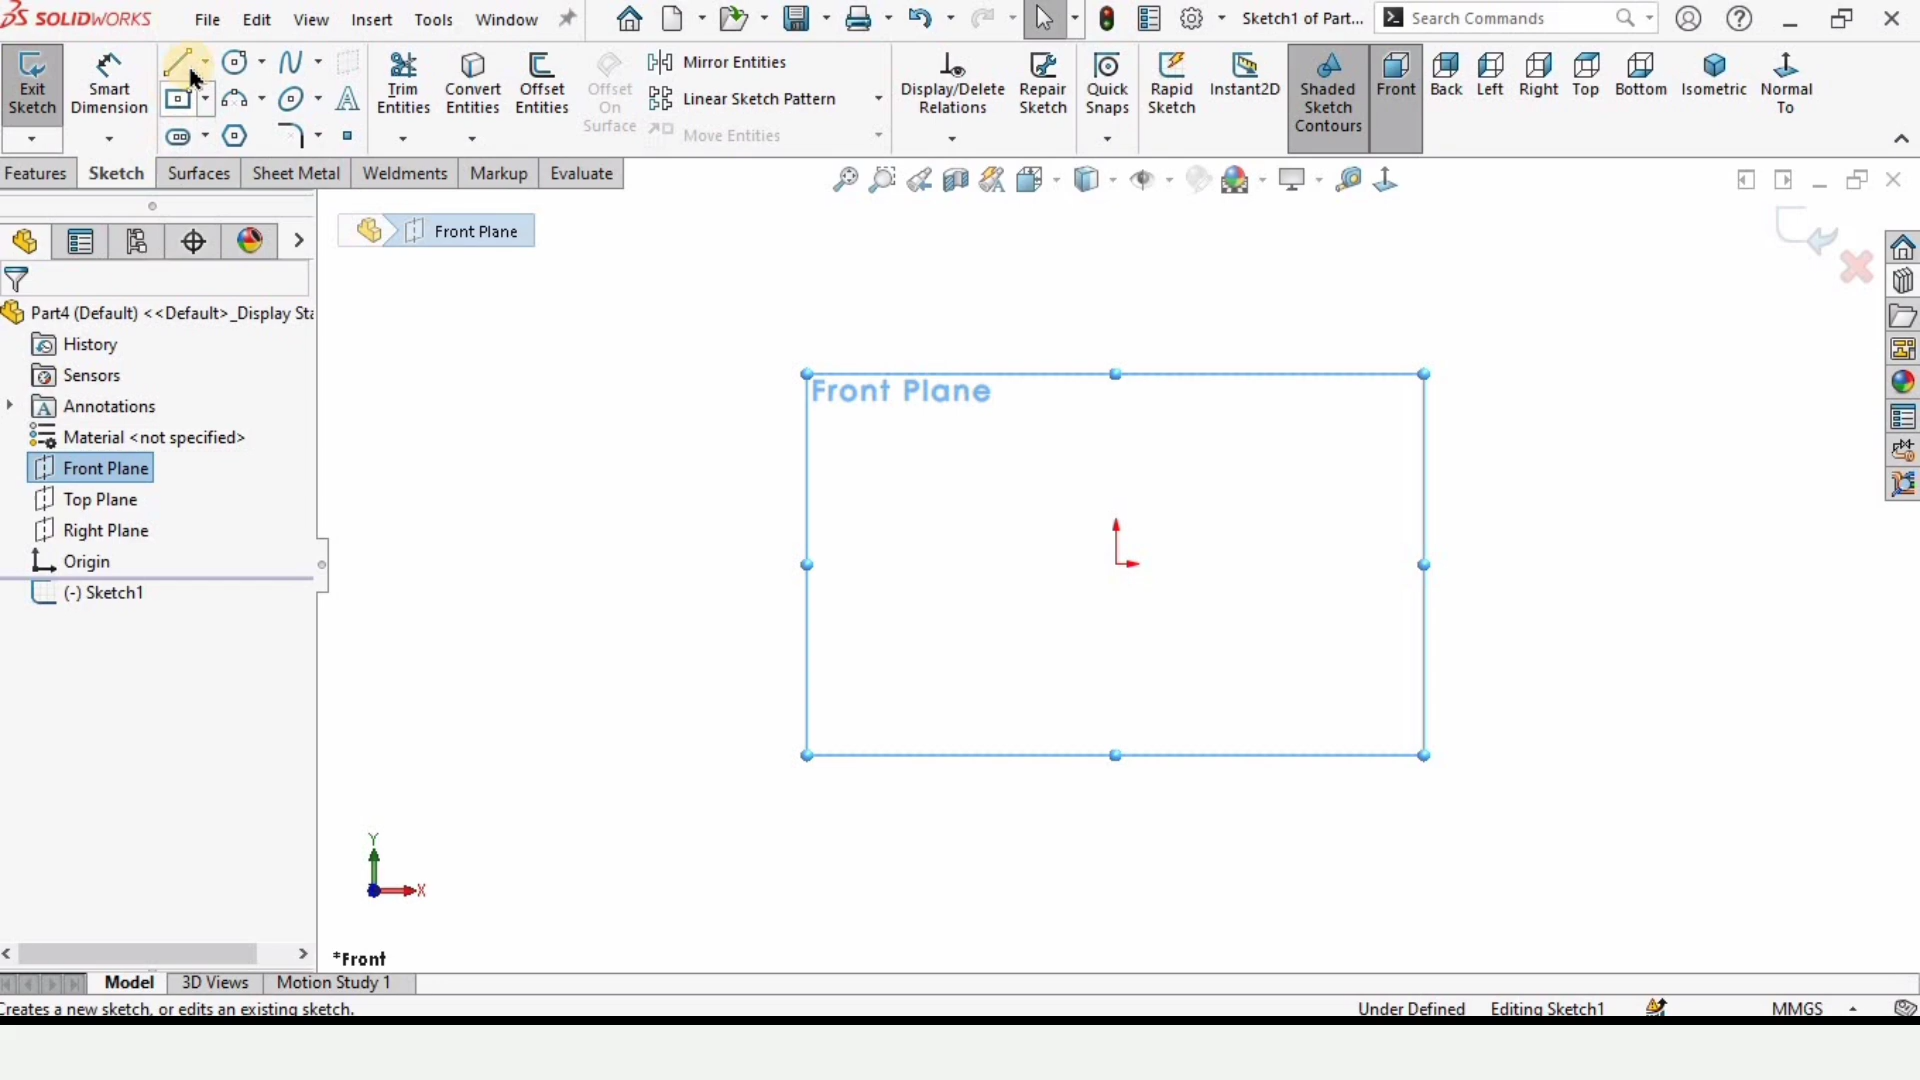 SOLIDWORKS File Edit View Insert Tools Window Sketch1 of Part... Search Commands
Exit Sketch
Smart Dimension
Trim Entities
Convert Entities
Offset Entities
Offset On Surface
Mirror Entities
Linear Sketch Pattern
Move Entities
Display/Delete Relations
Repair Sketch
Quick Snaps
Rapid Sketch
Instant2D
Shaded Sketch Contours
Front
Back
Left
Right
Top
Bottom
Isometric
Normal To
Features Sketch Surfaces Sheet Metal Weldments Markup Evaluate
Front Plane
Part4 (Default) <<Default>_Display Sta
History
Sensors
Annotations
Material <not specified>
Front Plane
Top Plane
Right Plane
Origin
(-) Sketch1
Front Plane
Y
X
*Front
Model 3D Views Motion Study 1
Creates a new sketch, or edits an existing sketch. Under Defined Editing Sketch1 MMGS